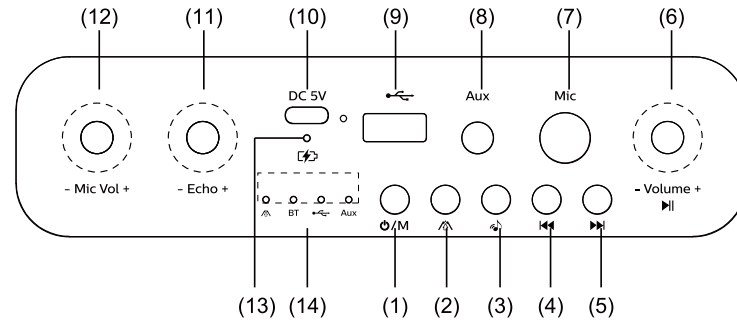 (12) (11) (10) (9) (8) (7) (6)
DC 5V Aux Mic
- Mic Vol + - Echo + - Volume +
BT Aux
⏻/M
(13) (14) (1) (2) (3) (4) (5)